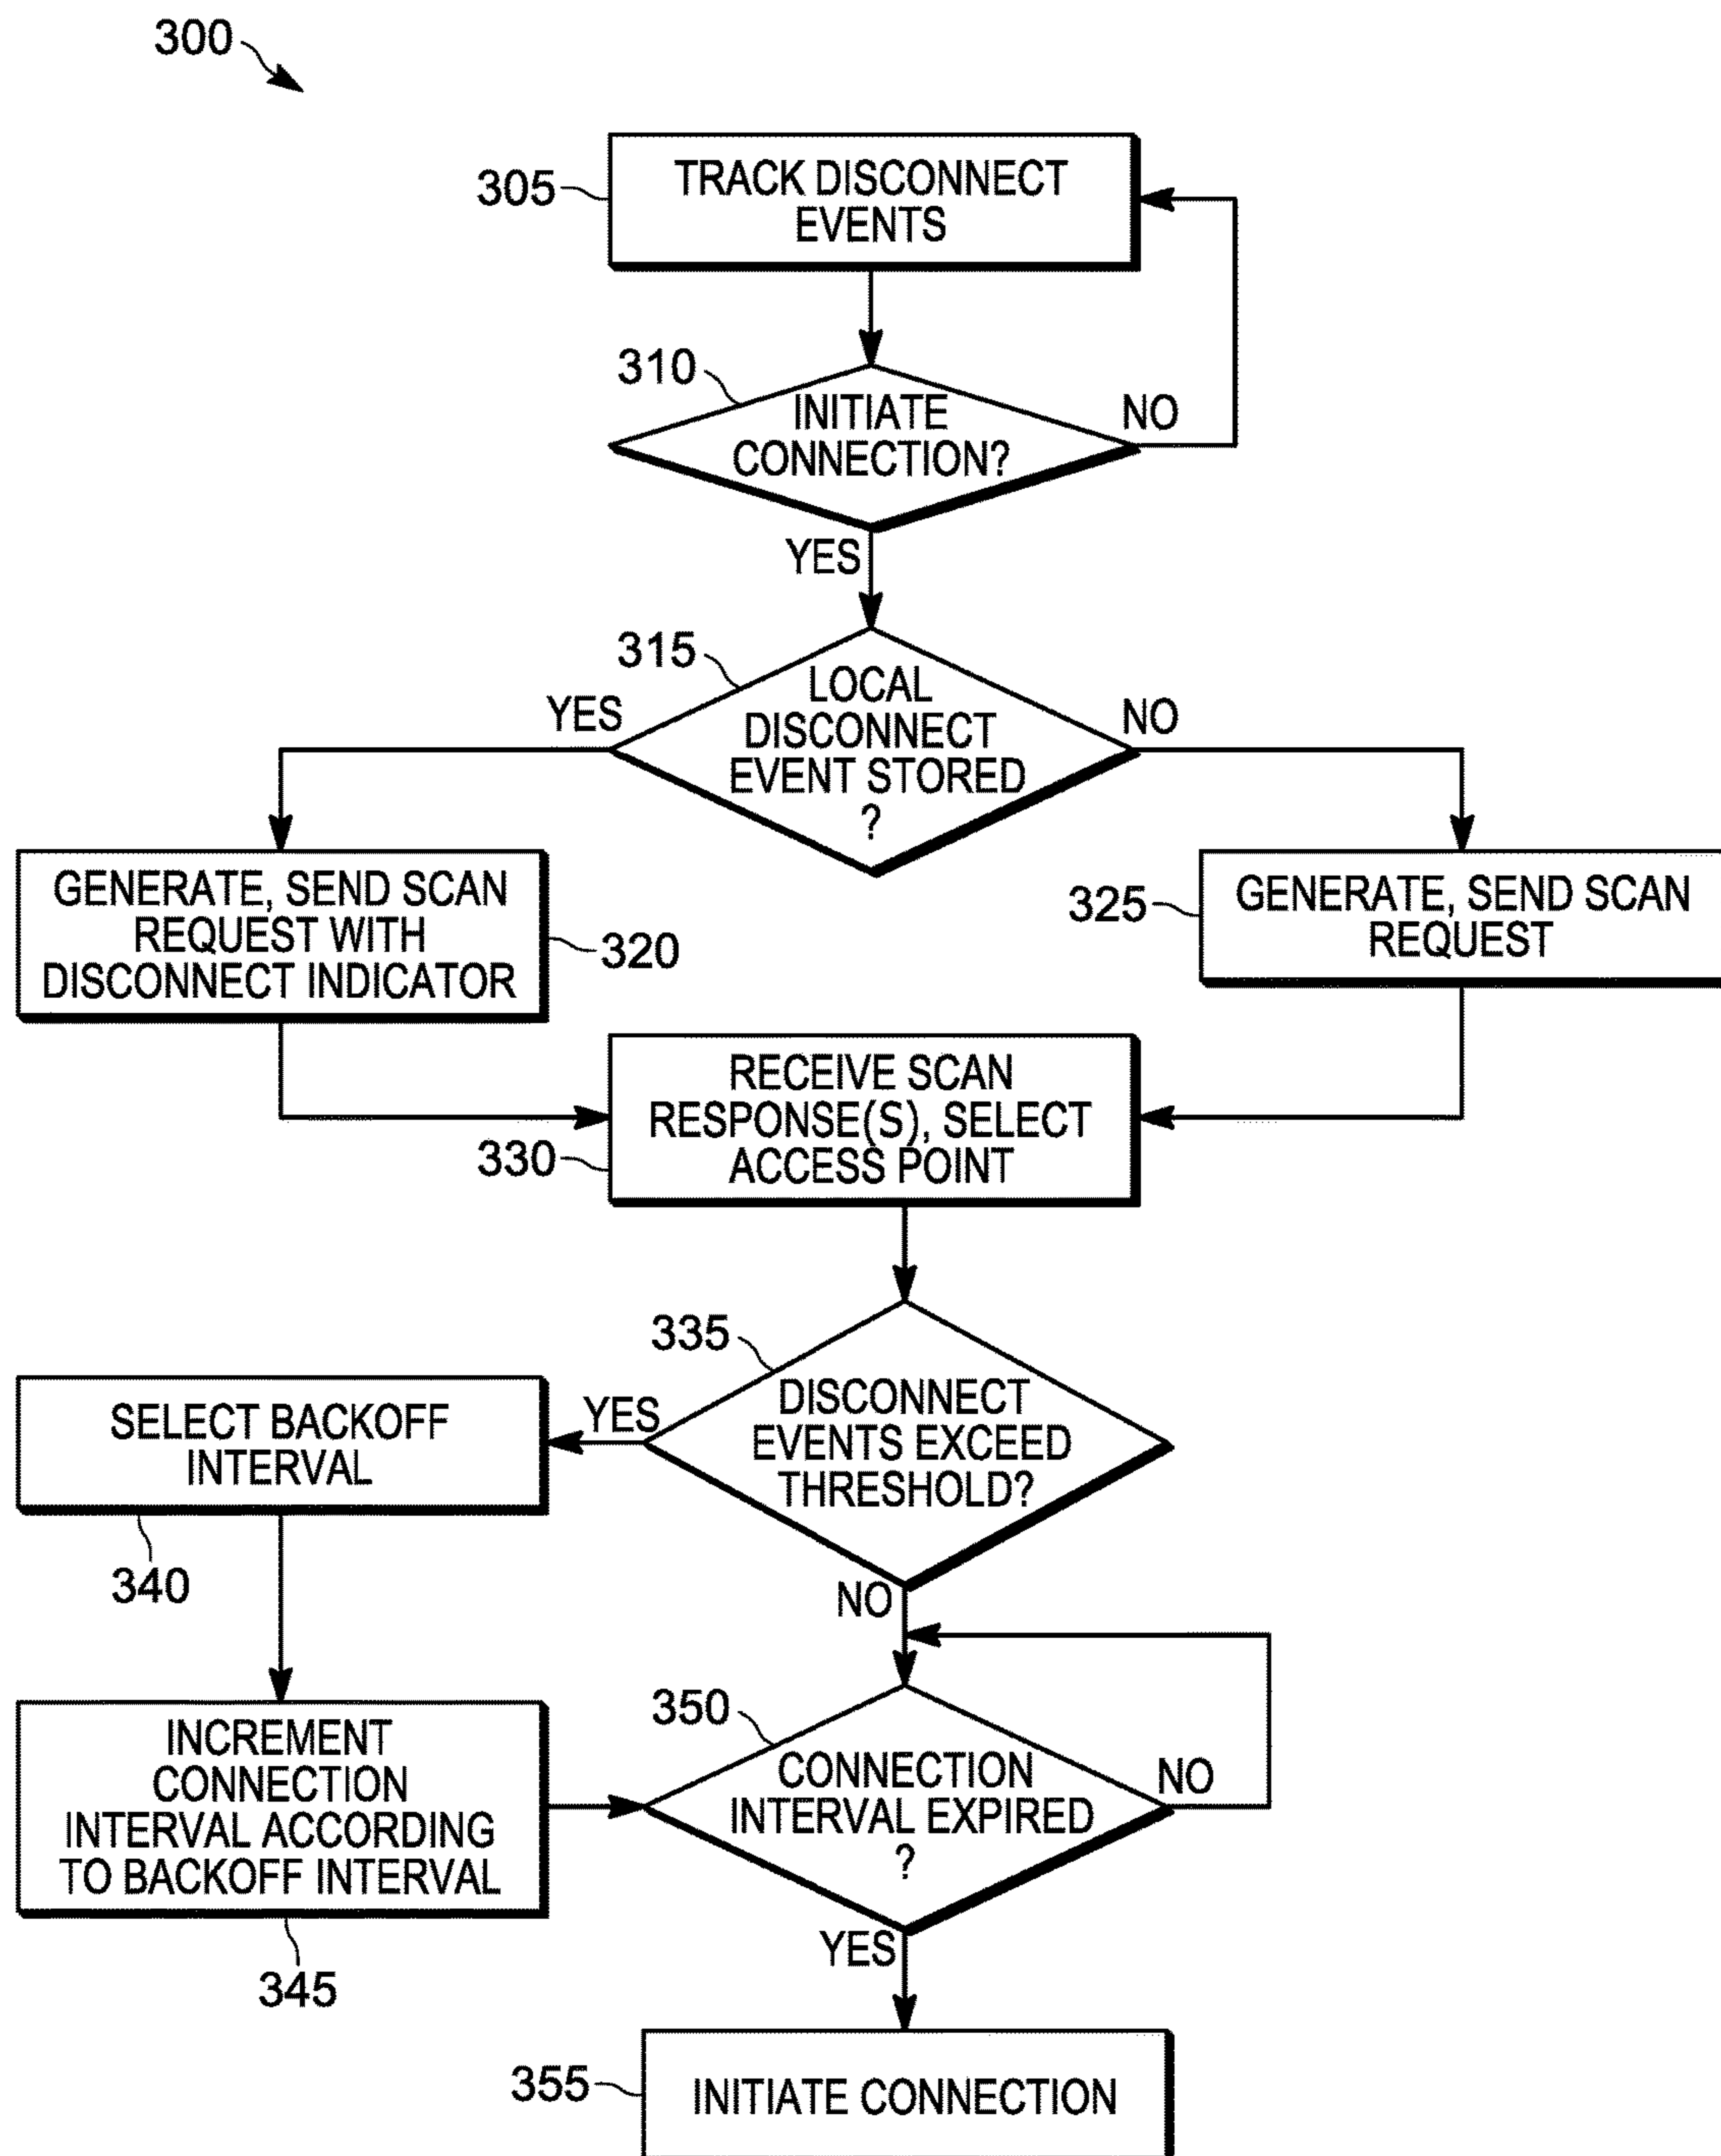 300
305
TRACK DISCONNECT
EVENTS
310
INITIATE
CONNECTION?
NO
YES
315
LOCAL
DISCONNECT
EVENT STORED
?
YES
NO
GENERATE, SEND SCAN
REQUEST WITH
DISCONNECT INDICATOR
320
325
GENERATE, SEND SCAN
REQUEST
RECEIVE SCAN
RESPONSE(S), SELECT
ACCESS POINT
330
335
DISCONNECT
EVENTS EXCEED
THRESHOLD?
YES
NO
SELECT BACKOFF
INTERVAL
340
INCREMENT
CONNECTION
INTERVAL ACCORDING
TO BACKOFF INTERVAL
345
350
CONNECTION
INTERVAL EXPIRED
?
NO
YES
355
INITIATE CONNECTION